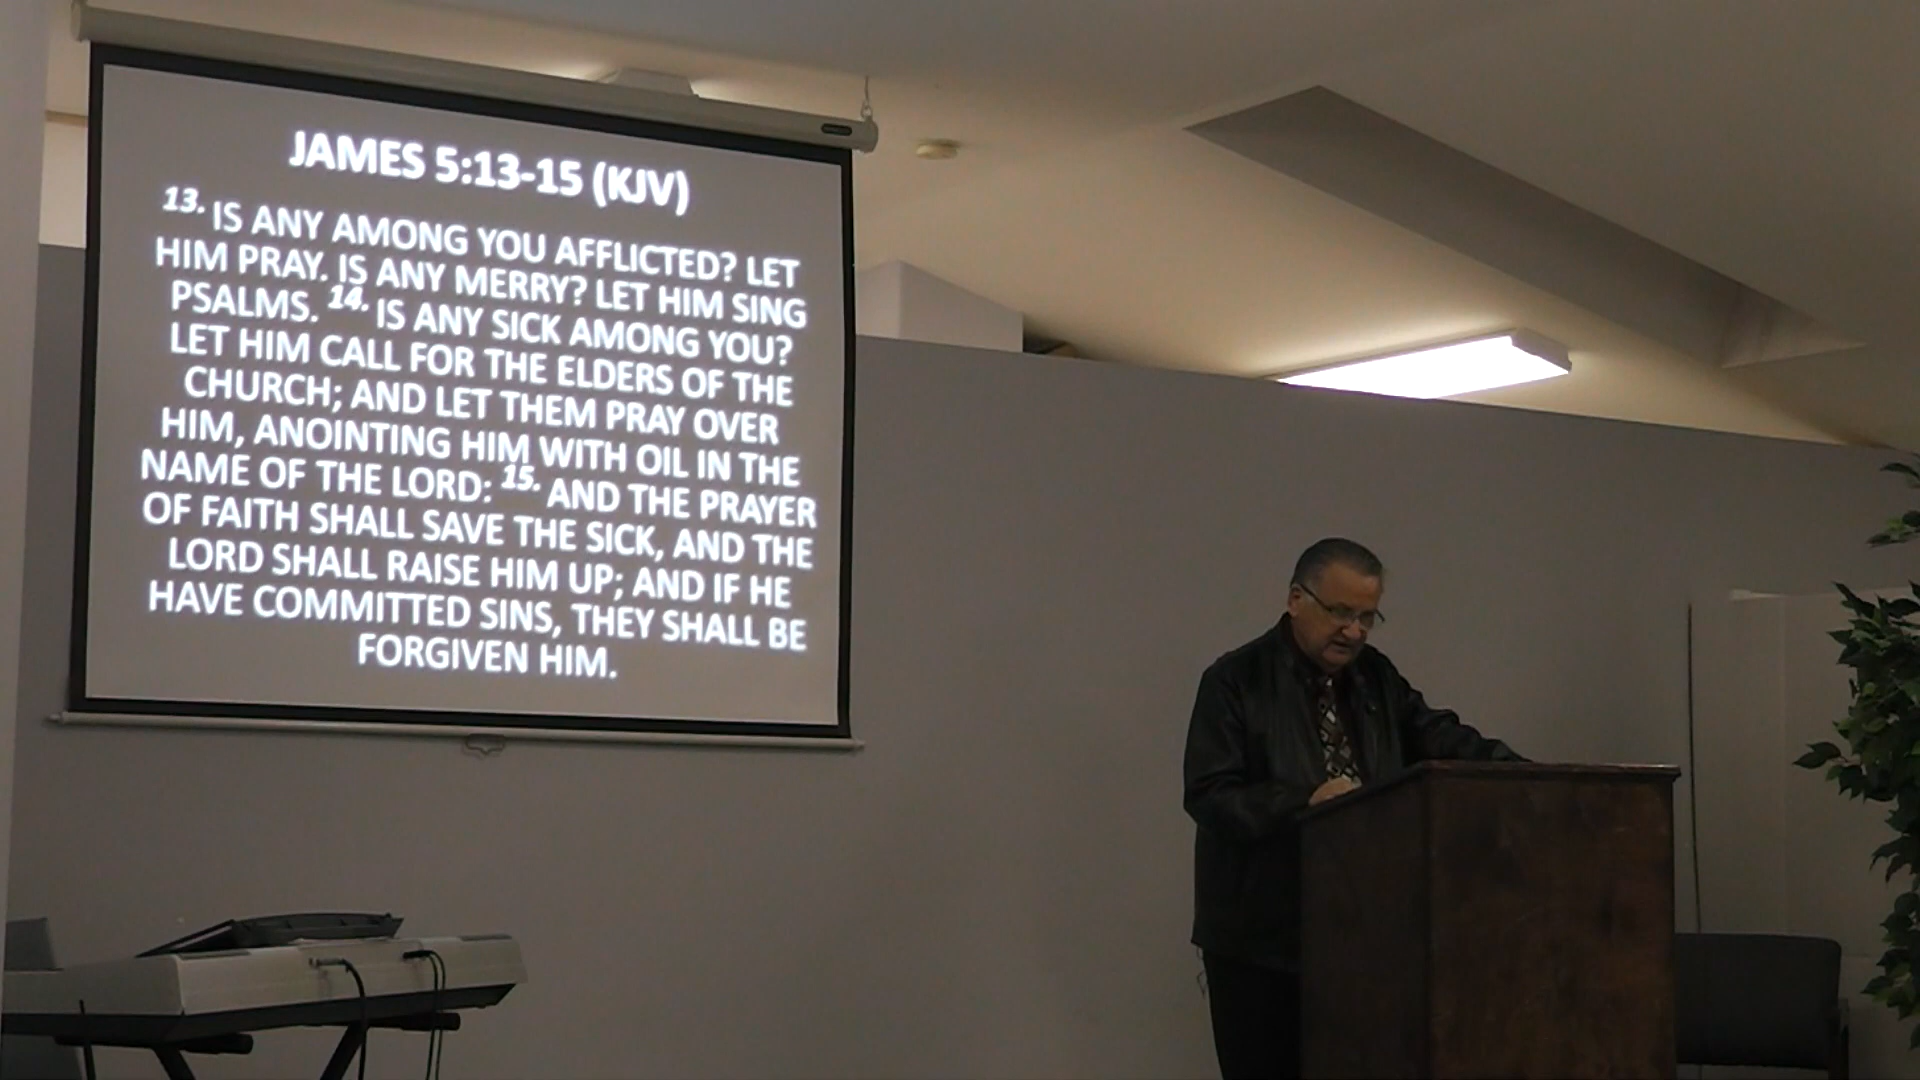 JAMES 5:13-15 (KJV)
13. IS ANY AMONG YOU AFFLICTED? LET
HIM PRAY. IS ANY MERRY? LET HIM SING
PSALMS. 14. IS ANY SICK AMONG YOU?
LET HIM CALL FOR THE ELDERS OF THE
CHURCH; AND LET THEM PRAY OVER
HIM, ANOINTING HIM WITH OIL IN THE
NAME OF THE LORD: 15. AND THE PRAYER
OF FAITH SHALL SAVE THE SICK, AND THE
LORD SHALL RAISE HIM UP; AND IF HE
HAVE COMMITTED SINS, THEY SHALL BE
FORGIVEN HIM.